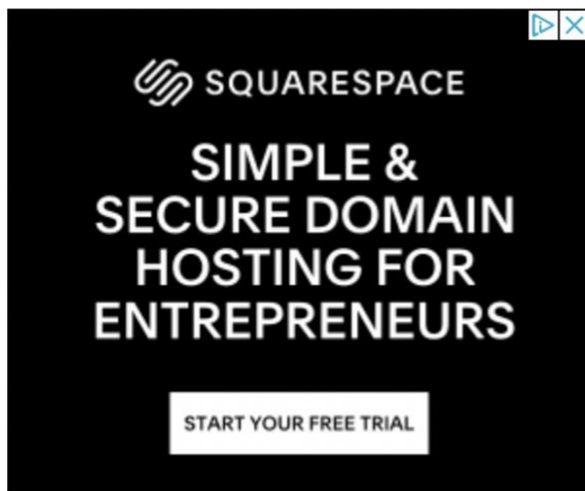 SQUARESPACE
SIMPLE &
SECURE DOMAIN
HOSTING FOR
ENTREPRENEURS
START YOUR FREE TRIAL